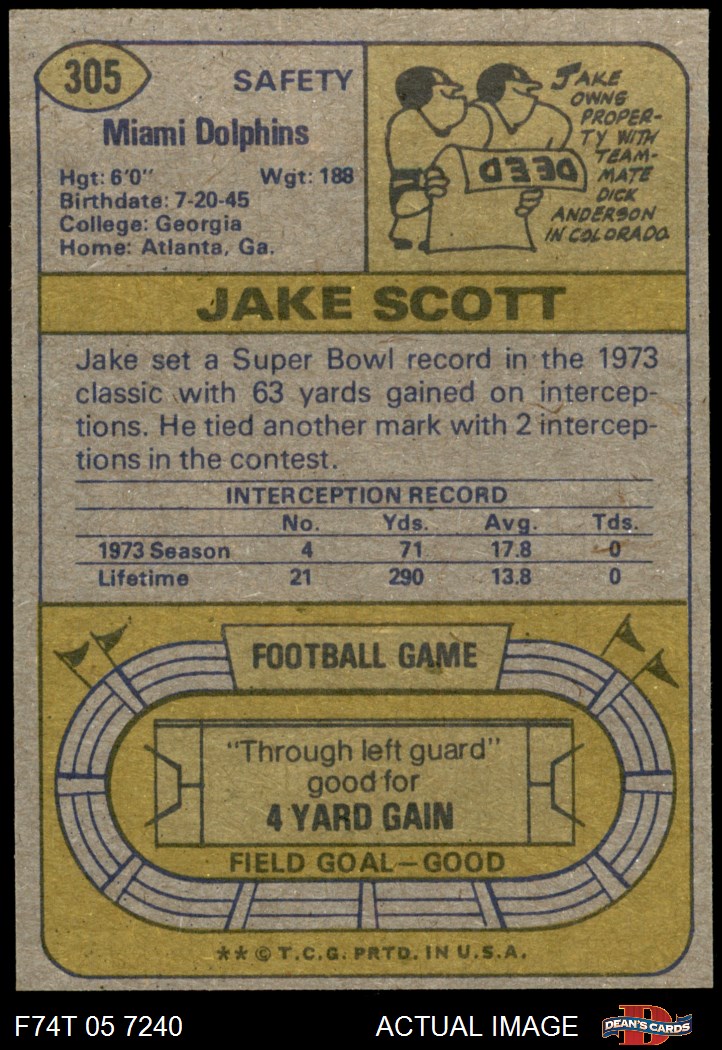 305
SAFETY
Miami Dolphins
Hgt: 6'0" Wgt: 188
Birthdate: 7-20-45
College: Georgia
Home: Atlanta, Ga.
JAKE
OWNS
PROPER-
TY WITH
TEAM-
MATE
DICK
ANDERSON
IN COLORADO
DEED
JAKE SCOTT
Jake set a Super Bowl record in the 1973
classic with 63 yards gained on intercep-
tions. He tied another mark with 2 intercep-
tions in the contest.
INTERCEPTION RECORD
No. Yds. Avg. Tds.
1973 Season 4 71 17.8 0
Lifetime 21 290 13.8 0
FOOTBALL GAME
"Through left guard"
good for
4 YARD GAIN
FIELD GOAL—GOOD
** © T.C.G. PRTD. IN U.S.A.
F74T 05 7240 ACTUAL IMAGE
D
DEAN'S CARDS